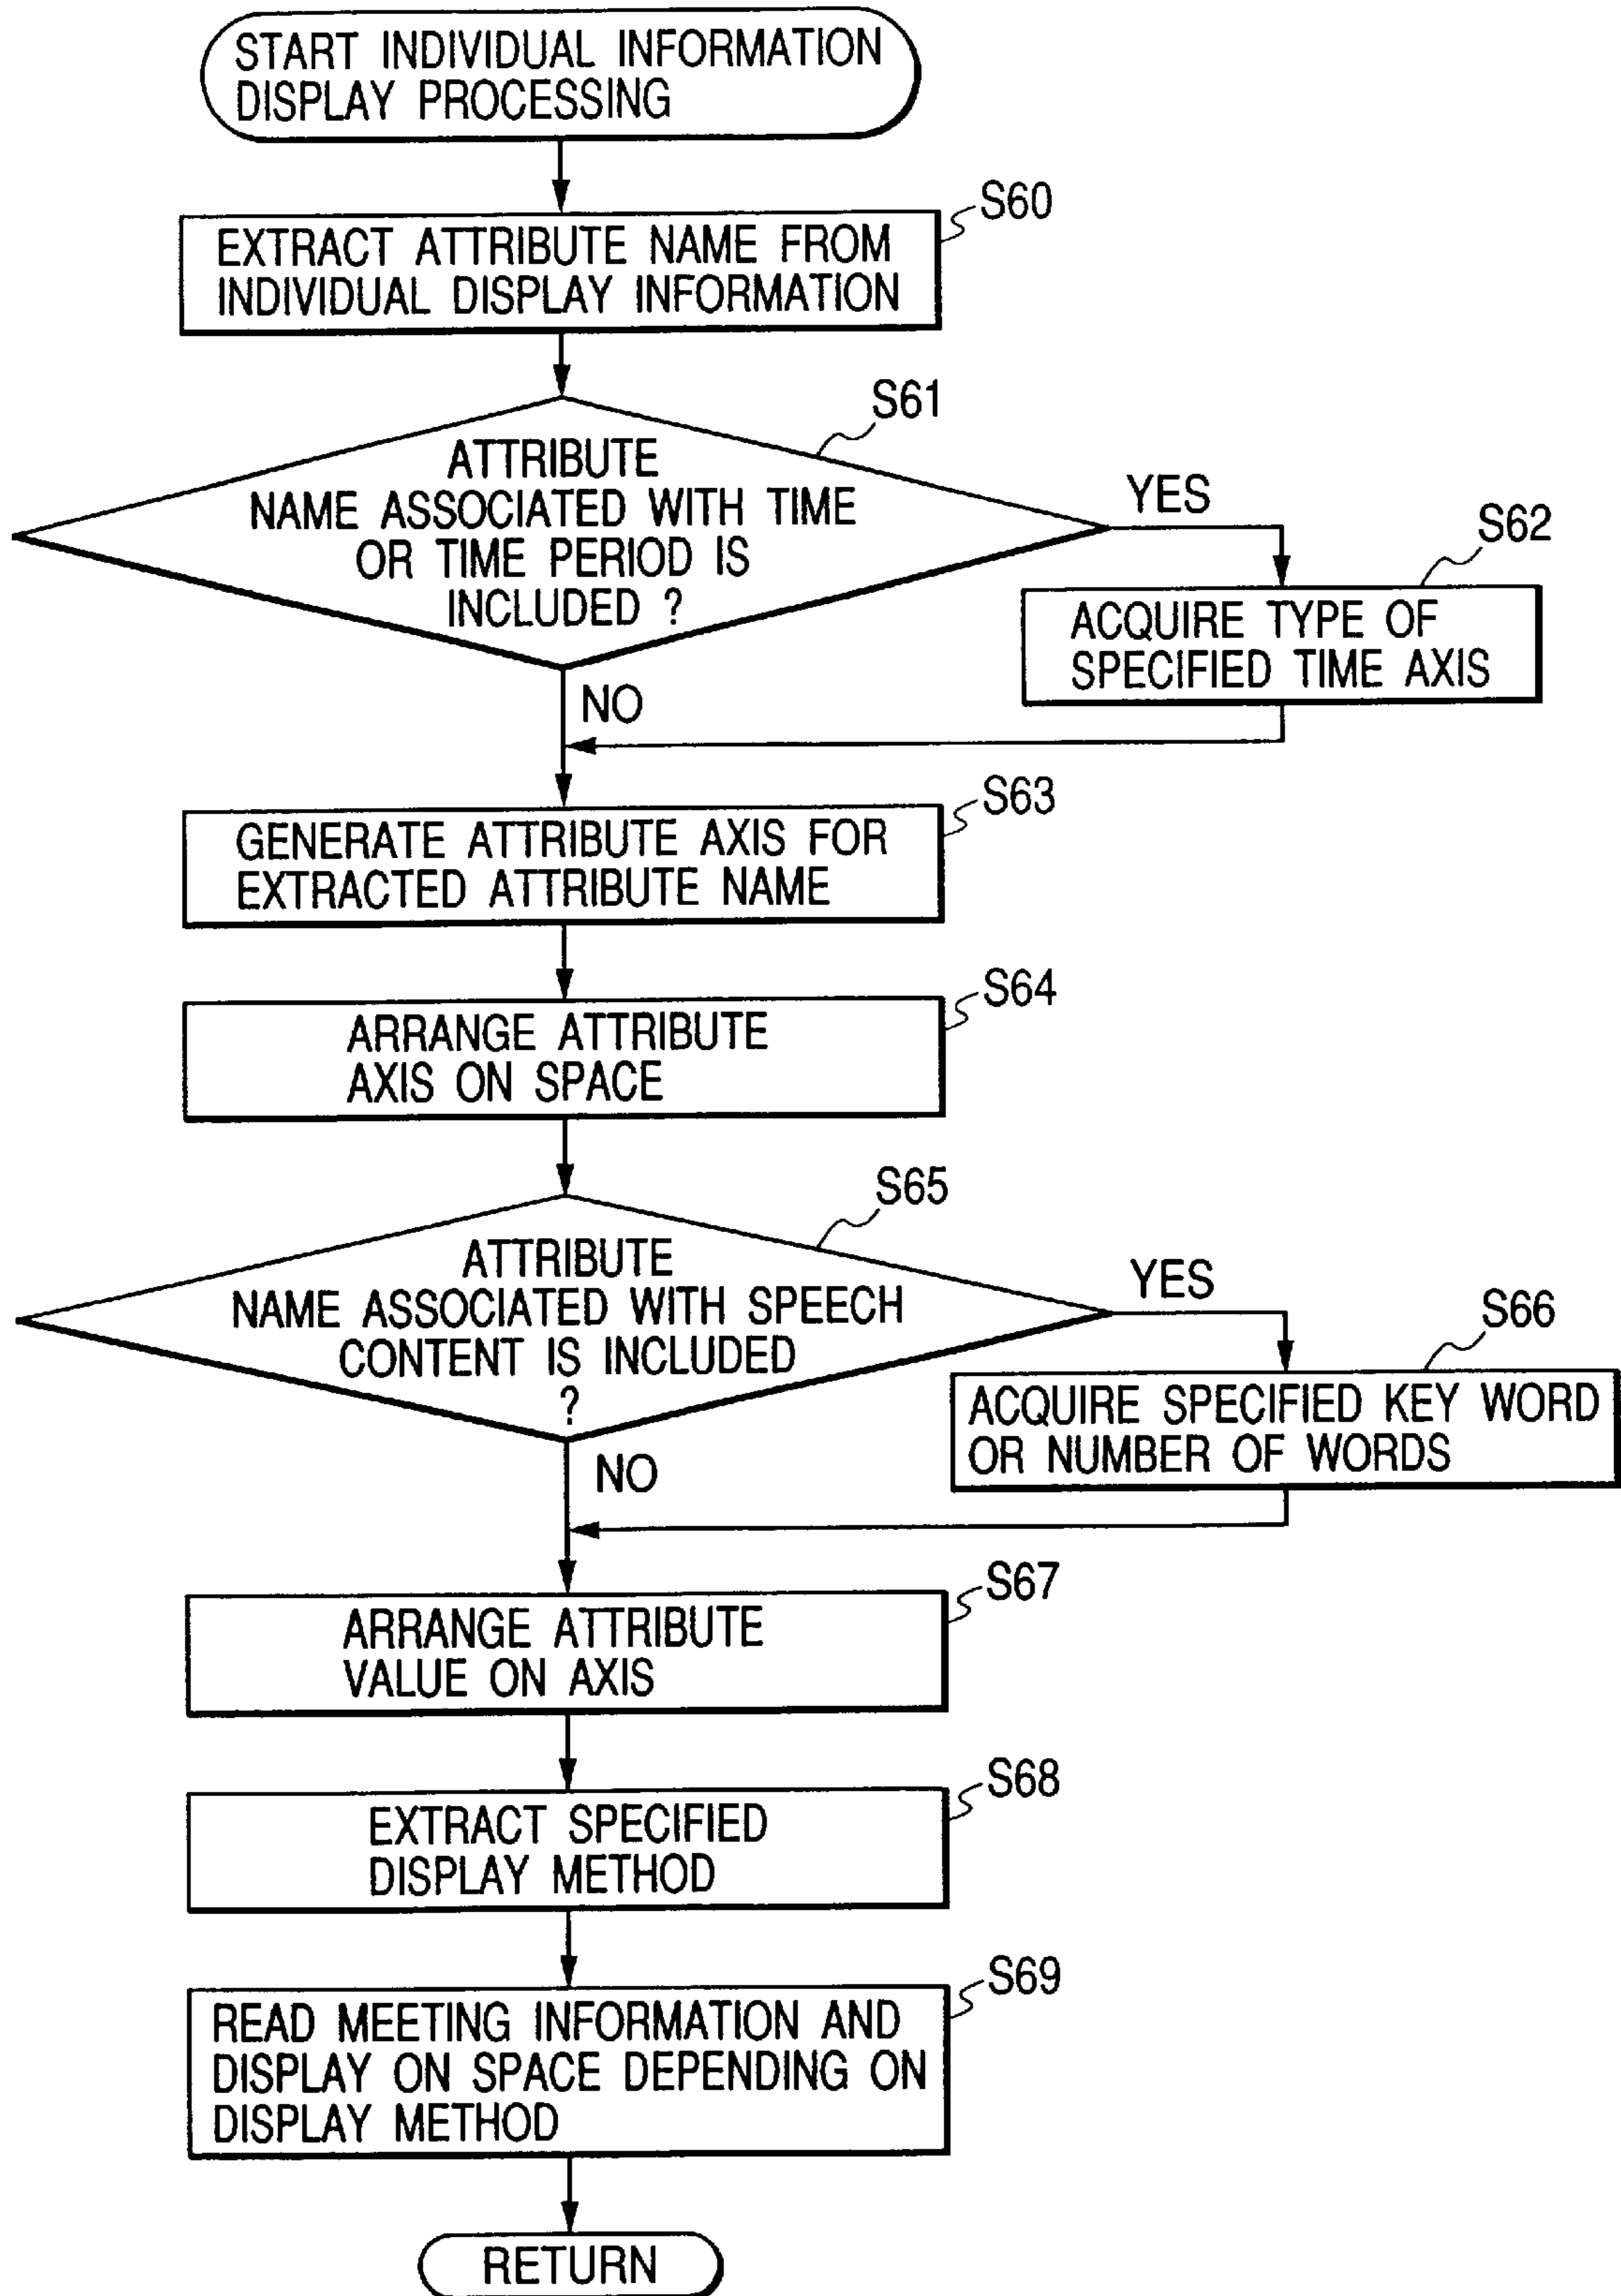 START INDIVIDUAL INFORMATION
DISPLAY PROCESSING
S60
EXTRACT ATTRIBUTE NAME FROM
INDIVIDUAL DISPLAY INFORMATION
S61
ATTRIBUTE
NAME ASSOCIATED WITH TIME
OR TIME PERIOD IS
INCLUDED ?
YES
S62
ACQUIRE TYPE OF
SPECIFIED TIME AXIS
NO
S63
GENERATE ATTRIBUTE AXIS FOR
EXTRACTED ATTRIBUTE NAME
S64
ARRANGE ATTRIBUTE
AXIS ON SPACE
S65
ATTRIBUTE
NAME ASSOCIATED WITH SPEECH
CONTENT IS INCLUDED
?
YES
S66
ACQUIRE SPECIFIED KEY WORD
OR NUMBER OF WORDS
NO
S67
ARRANGE ATTRIBUTE
VALUE ON AXIS
S68
EXTRACT SPECIFIED
DISPLAY METHOD
S69
READ MEETING INFORMATION AND
DISPLAY ON SPACE DEPENDING ON
DISPLAY METHOD
RETURN